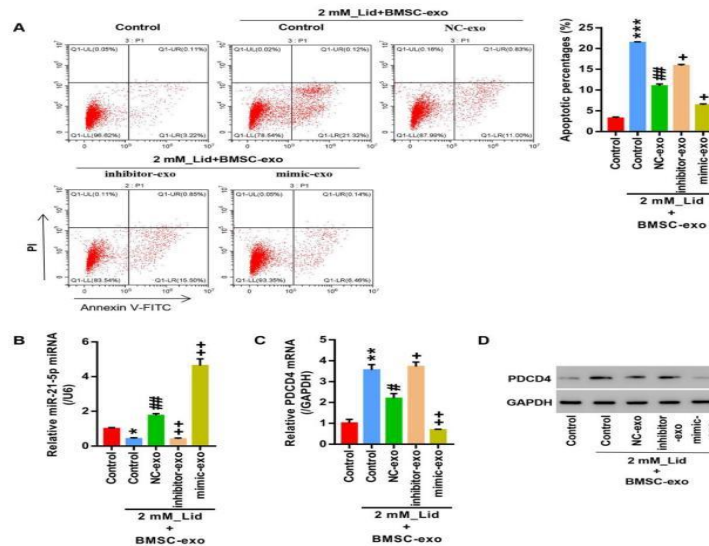 A
2 mM_Lid+BMSC-exo
Control
Control
NC-exo
3 : P1
Q1-UL(0.05%)
Q1-UR(0.11%)
Q1-LL(96.62%)
Q1-LR(3.22%)
3 : P1
Q1-UL(0.02%)
Q1-UR(0.12%)
Q1-LL(78.54%)
Q1-LR(21.32%)
3 : P1
Q1-UL(0.18%)
Q1-UR(0.83%)
Q1-LL(87.99%)
Q1-LR(11.00%)
2 mM_Lid+BMSC-exo
inhibitor-exo
mimic-exo
2 : P1
Q1-UL(0.11%)
Q1-UR(0.85%)
Q1-LL(83.54%)
Q1-LR(15.50%)
3 : P1
Q1-UL(0.05%)
Q1-UR(0.14%)
Q1-LL(93.35%)
Q1-LR(6.46%)
PI
Annexin V-FITC
Apoptotic percentages (%)
25
20
15
10
5
0
***
##
+
+
Control
Control
NC-exo
inhibitor-exo
mimic-exo
2 mM_Lid
+
BMSC-exo
B
Relative miR-21-5p miRNA
(/U6)
6
4
2
0
*
##
++
++
Control
Control
NC-exo
inhibitor-exo
mimic-exo
2 mM_Lid
+
BMSC-exo
C
Relative PDCD4 mRNA
(/GAPDH)
5
4
3
2
1
0
**
#
+
++
Control
Control
NC-exo
inhibitor-exo
mimic-exo
2 mM_Lid
+
BMSC-exo
D
PDCD4
GAPDH
Control
Control
NC-exo
inhibitor
-exo
mimic-
2 mM_Lid
+
BMSC-exo